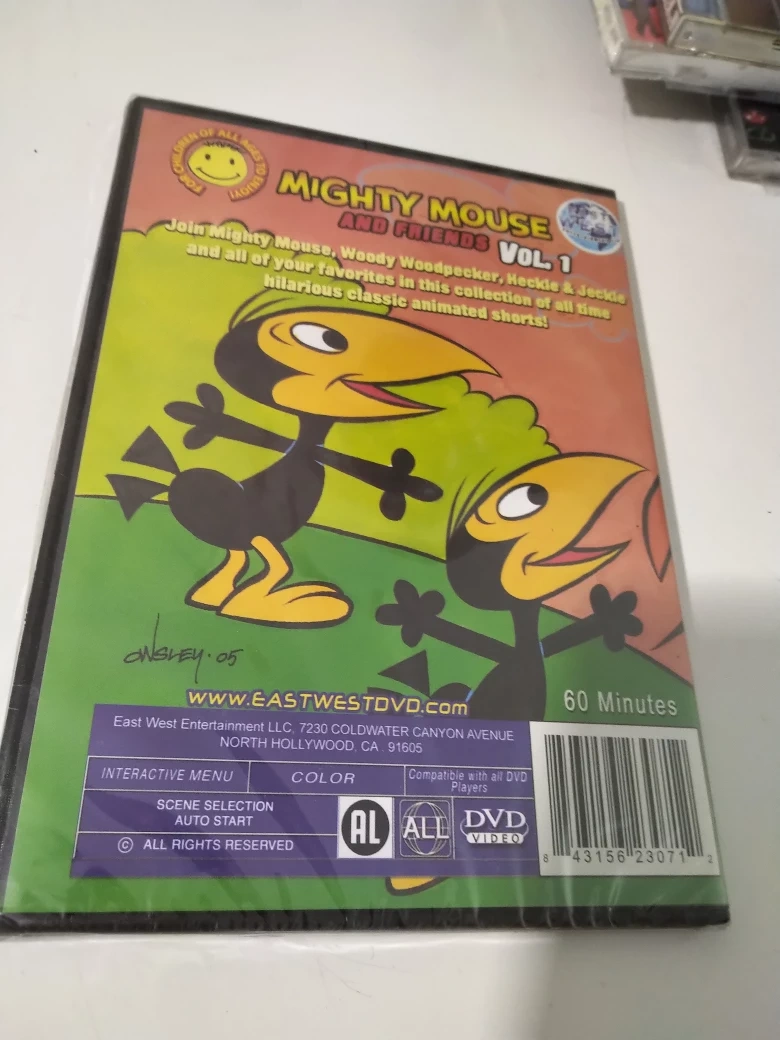 FOR CHILDREN OF ALL AGES TO ENJOY!
MIGHTY MOUSE
AND FRIENDS
VOL. 1
Join Mighty Mouse, Woody Woodpecker, Heckle & Jeckle
and all of your favorites in this collection of all time
hilarious classic animated shorts!
OWSLEY · 05
www.EASTWESTDVD.com
60 Minutes
East West Entertainment LLC, 7230 COLDWATER CANYON AVENUE
NORTH HOLLYWOOD, CA . 91605
INTERACTIVE MENU
COLOR
Compatible with all DVD
Players
SCENE SELECTION
AUTO START
© ALL RIGHTS RESERVED
AL
ALL
DVD
VIDEO
8 43156 23071 2